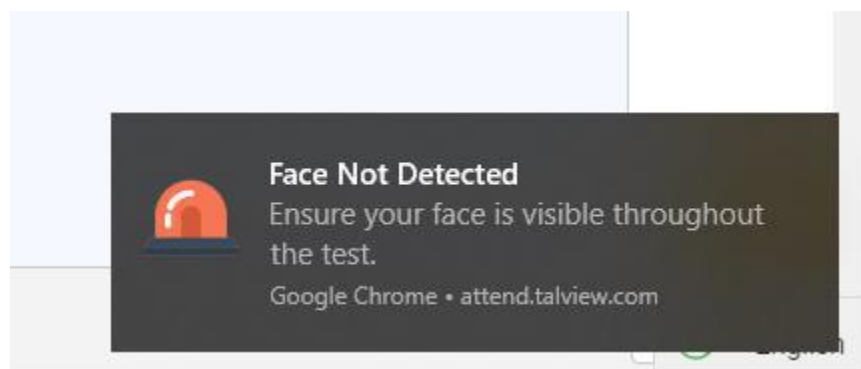 Face Not Detected
Ensure your face is visible throughout
the test.
Google Chrome • attend.talview.com